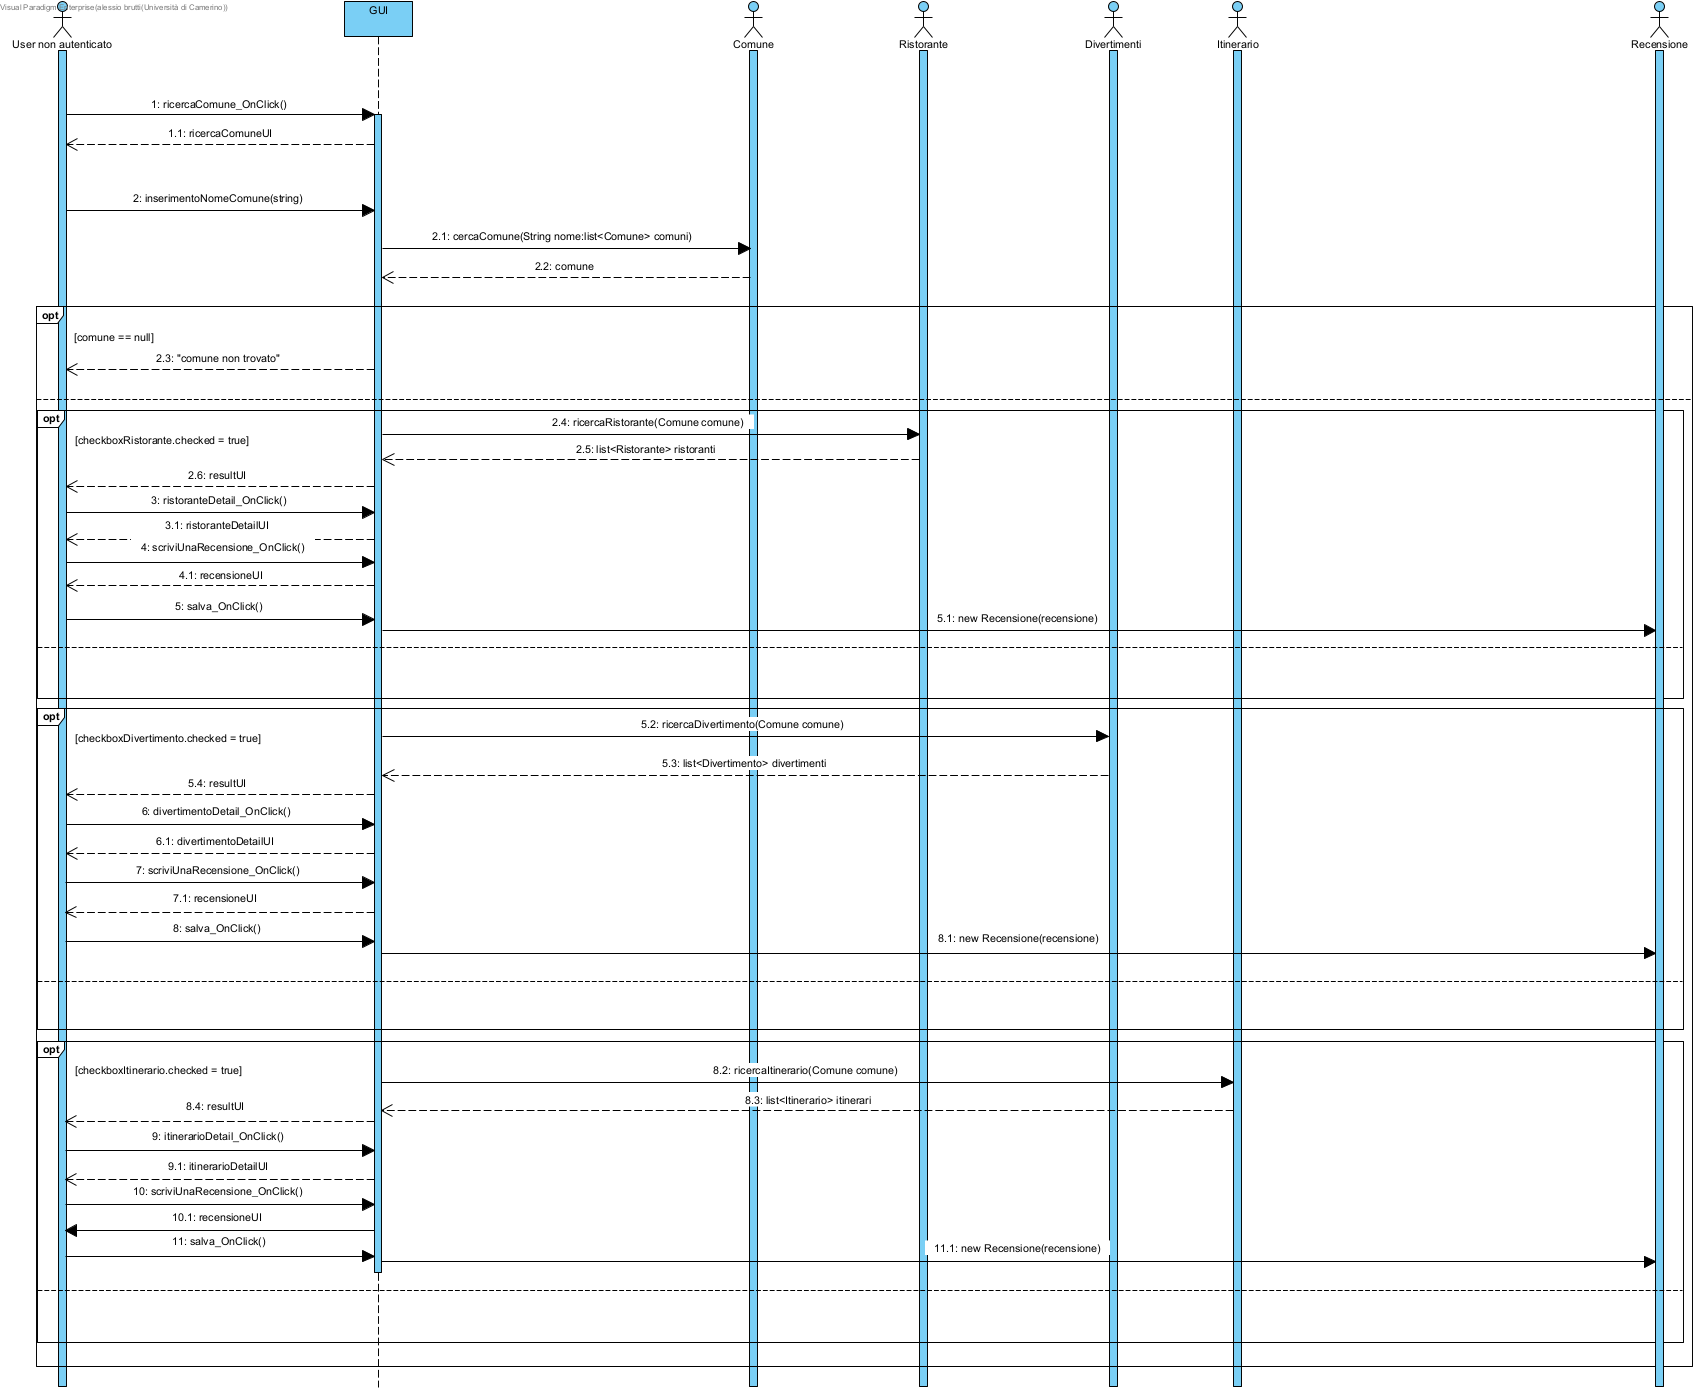 Visual Paradigm Enterprise(alessio brutti(Università di Camerino))
User non autenticato
GUI
Comune
Ristorante
Divertimenti
Itinerario
Recensione
1: ricercaComune_OnClick()
1.1: ricercaComuneUI
2: inserimentoNomeComune(string)
2.1: cercaComune(String nome:list<Comune> comuni)
2.2: comune
opt
[comune == null]
2.3: "comune non trovato"
opt
[checkboxRistorante.checked = true]
2.4: ricercaRistorante(Comune comune)
2.5: list<Ristorante> ristoranti
2.6: resultUI
3: ristoranteDetail_OnClick()
3.1: ristoranteDetailUI
4: scriviUnaRecensione_OnClick()
4.1: recensioneUI
5: salva_OnClick()
5.1: new Recensione(recensione)
opt
[checkboxDivertimento.checked = true]
5.2: ricercaDivertimento(Comune comune)
5.3: list<Divertimento> divertimenti
5.4: resultUI
6: divertimentoDetail_OnClick()
6.1: divertimentoDetailUI
7: scriviUnaRecensione_OnClick()
7.1: recensioneUI
8: salva_OnClick()
8.1: new Recensione(recensione)
opt
[checkboxItinerario.checked = true]
8.2: ricercaItinerario(Comune comune)
8.3: list<Itinerario> itinerari
8.4: resultUI
9: itinerarioDetail_OnClick()
9.1: itinerarioDetailUI
10: scriviUnaRecensione_OnClick()
10.1: recensioneUI
11: salva_OnClick()
11.1: new Recensione(recensione)